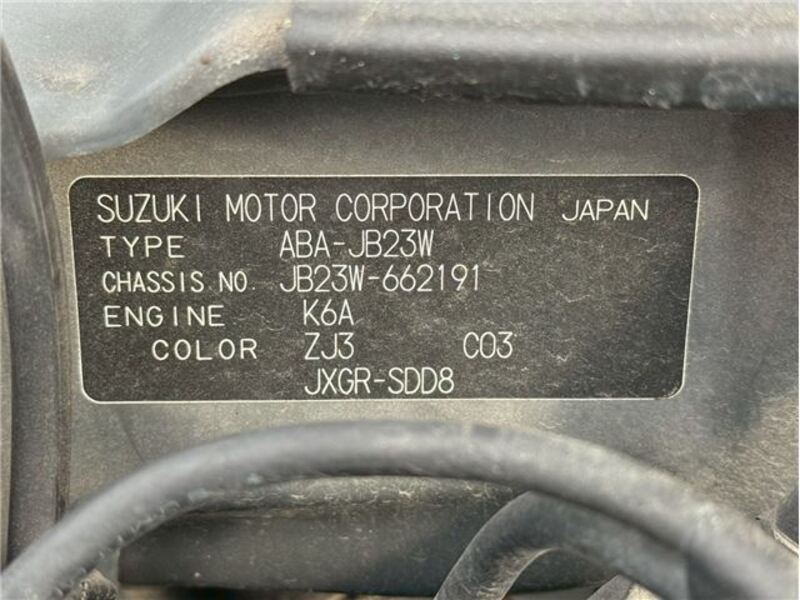 SUZUKI MOTOR CORPORATION JAPAN
TYPE ABA-JB23W
CHASSIS NO. JB23W-662191
ENGINE K6A
COLOR ZJ3 C03
JXGR-SDD8